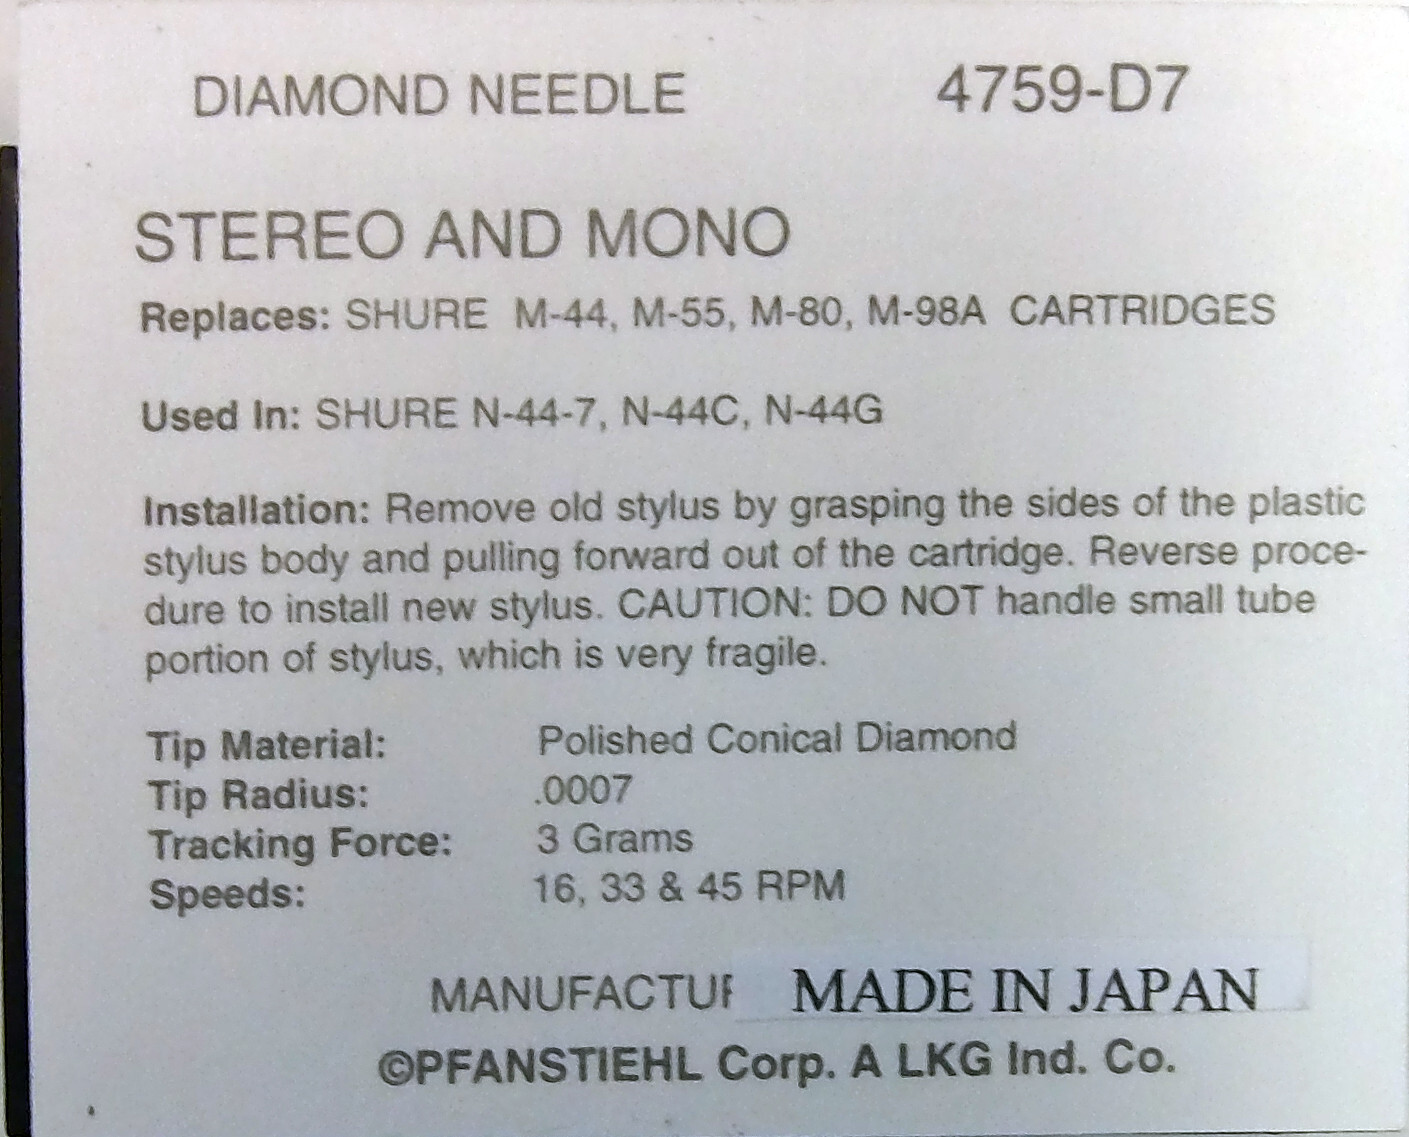 DIAMOND NEEDLE 4759-D7
STEREO AND MONO
Replaces: SHURE M-44, M-55, M-80, M-98A CARTRIDGES
Used In: SHURE N-44-7, N-44C, N-44G
Installation: Remove old stylus by grasping the sides of the plastic
stylus body and pulling forward out of the cartridge. Reverse proce-
dure to install new stylus. CAUTION: DO NOT handle small tube
portion of stylus, which is very fragile.
Tip Material: Polished Conical Diamond
Tip Radius: .0007
Tracking Force: 3 Grams
Speeds: 16, 33 & 45 RPM
MADE IN JAPAN
©PFANSTIEHL Corp. A LKG Ind. Co.